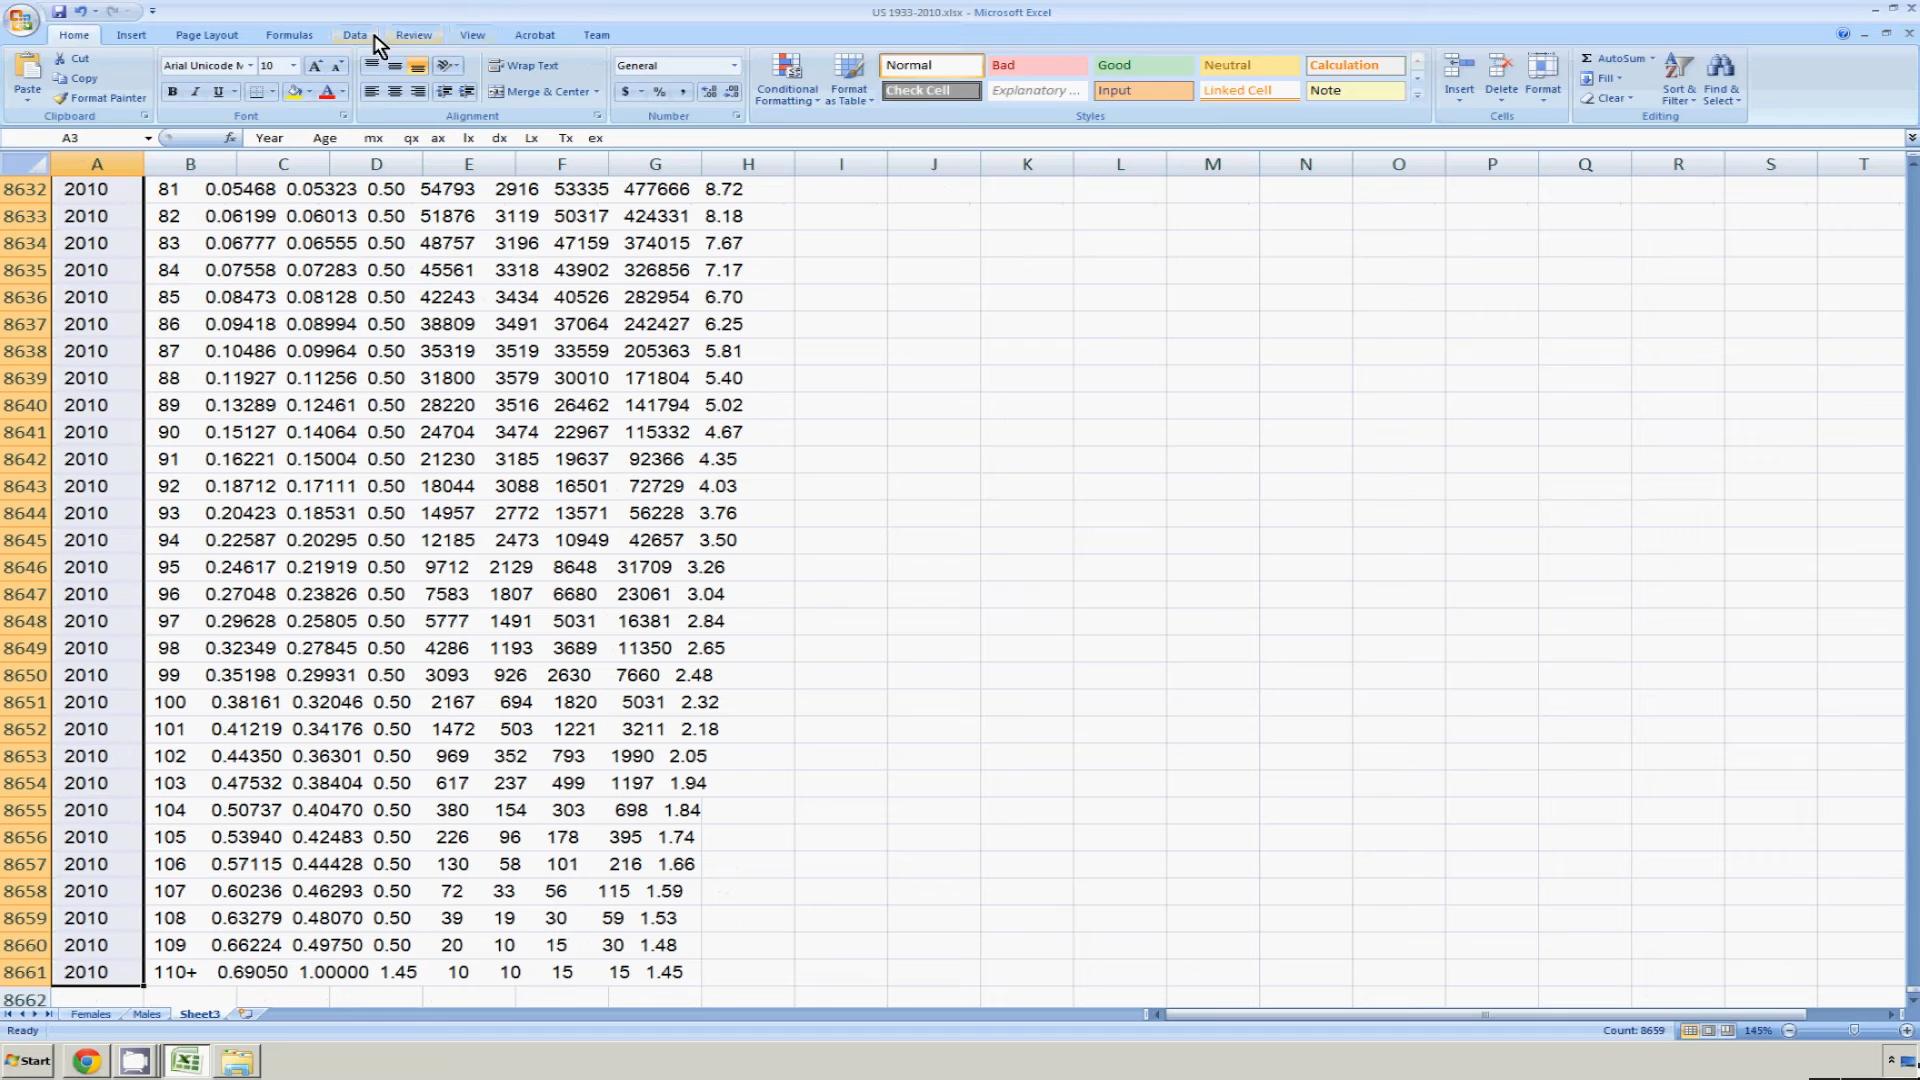 US 1933-2010.xlsx - Microsoft Excel
Home Insert Page Layout Formulas Data Review View Acrobat Team
Paste Cut Copy Format Painter Clipboard
Arial Unicode M 10 A A B I U A Font
Wrap Text Merge & Center Alignment
General $ % , Number
Conditional Formatting Format as Table
Normal Bad Good Neutral Calculation
Check Cell Explanatory ... Input Linked Cell Note
Styles
Insert Delete Format Cells
Σ AutoSum Fill Clear Sort & Filter Find & Select Editing
A3 fx Year Age mx qx ax lx dx Lx Tx ex
A B C D E F G H I J K L M N O P Q R S T
8632 2010 81 0.05468 0.05323 0.50 54793 2916 53335 477666 8.72
8633 2010 82 0.06199 0.06013 0.50 51876 3119 50317 424331 8.18
8634 2010 83 0.06777 0.06555 0.50 48757 3196 47159 374015 7.67
8635 2010 84 0.07558 0.07283 0.50 45561 3318 43902 326856 7.17
8636 2010 85 0.08473 0.08128 0.50 42243 3434 40526 282954 6.70
8637 2010 86 0.09418 0.08994 0.50 38809 3491 37064 242427 6.25
8638 2010 87 0.10486 0.09964 0.50 35319 3519 33559 205363 5.81
8639 2010 88 0.11927 0.11256 0.50 31800 3579 30010 171804 5.40
8640 2010 89 0.13289 0.12461 0.50 28220 3516 26462 141794 5.02
8641 2010 90 0.15127 0.14064 0.50 24704 3474 22967 115332 4.67
8642 2010 91 0.16221 0.15004 0.50 21230 3185 19637 92366 4.35
8643 2010 92 0.18712 0.17111 0.50 18044 3088 16501 72729 4.03
8644 2010 93 0.20423 0.18531 0.50 14957 2772 13571 56228 3.76
8645 2010 94 0.22587 0.20295 0.50 12185 2473 10949 42657 3.50
8646 2010 95 0.24617 0.21919 0.50 9712 2129 8648 31709 3.26
8647 2010 96 0.27048 0.23826 0.50 7583 1807 6680 23061 3.04
8648 2010 97 0.29628 0.25805 0.50 5777 1491 5031 16381 2.84
8649 2010 98 0.32349 0.27845 0.50 4286 1193 3689 11350 2.65
8650 2010 99 0.35198 0.29931 0.50 3093 926 2630 7660 2.48
8651 2010 100 0.38161 0.32046 0.50 2167 694 1820 5031 2.32
8652 2010 101 0.41219 0.34176 0.50 1472 503 1221 3211 2.18
8653 2010 102 0.44350 0.36301 0.50 969 352 793 1990 2.05
8654 2010 103 0.47532 0.38404 0.50 617 237 499 1197 1.94
8655 2010 104 0.50737 0.40470 0.50 380 154 303 698 1.84
8656 2010 105 0.53940 0.42483 0.50 226 96 178 395 1.74
8657 2010 106 0.57115 0.44428 0.50 130 58 101 216 1.66
8658 2010 107 0.60236 0.46293 0.50 72 33 56 115 1.59
8659 2010 108 0.63279 0.48070 0.50 39 19 30 59 1.53
8660 2010 109 0.66224 0.49750 0.50 20 10 15 30 1.48
8661 2010 110+ 0.69050 1.00000 1.45 10 10 15 15 1.45
8662
Females Males Sheet3
Ready Count: 8659 145%
Start